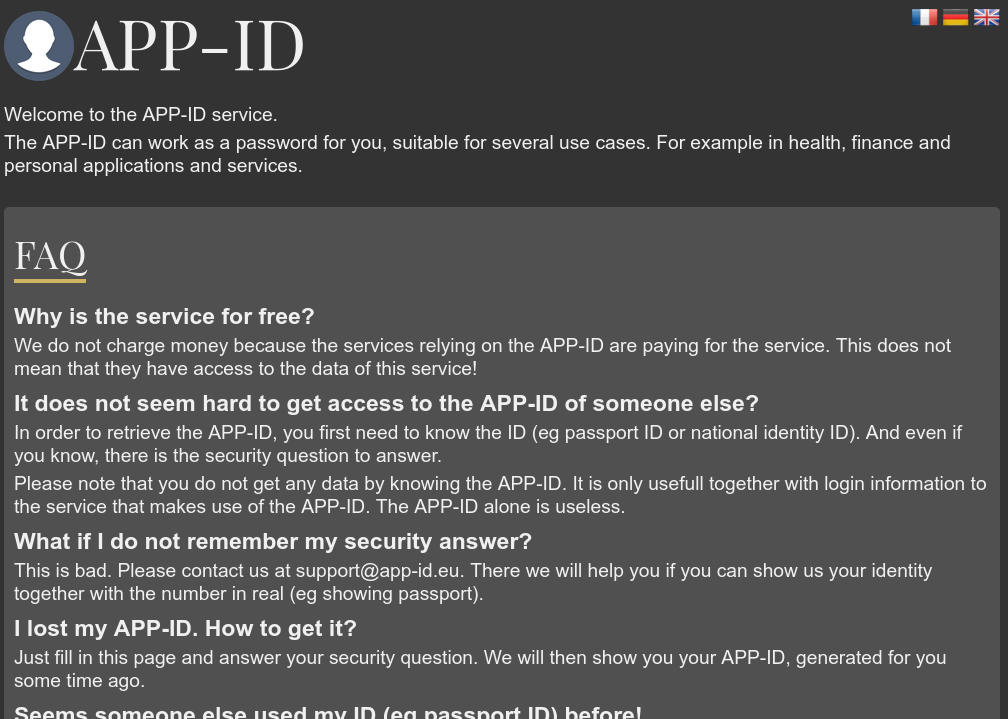 APP-ID
Welcome to the APP-ID service.
The APP-ID can work as a password for you, suitable for several use cases. For example in health, finance and
personal applications and services.
FAQ
Why is the service for free?
We do not charge money because the services relying on the APP-ID are paying for the service. This does not
mean that they have access to the data of this service!
It does not seem hard to get access to the APP-ID of someone else?
In order to retrieve the APP-ID, you first need to know the ID (eg passport ID or national identity ID). And even if
you know, there is the security question to answer.
Please note that you do not get any data by knowing the APP-ID. It is only usefull together with login information to
the service that makes use of the APP-ID. The APP-ID alone is useless.
What if I do not remember my security answer?
This is bad. Please contact us at support@app-id.eu. There we will help you if you can show us your identity
together with the number in real (eg showing passport).
I lost my APP-ID. How to get it?
Just fill in this page and answer your security question. We will then show you your APP-ID, generated for you
some time ago.
Seems someone else used my ID (eg passport ID) before!